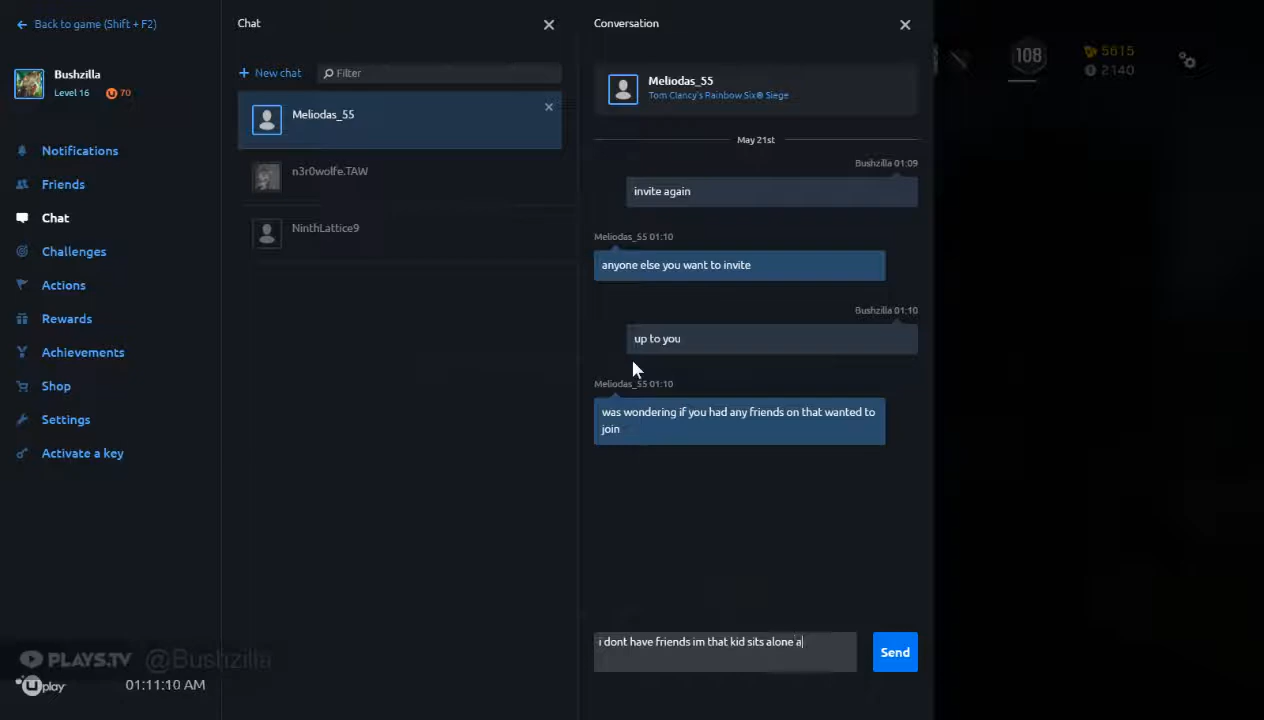 Back to game (Shift + F2)
Bushzilla
Level 16 70
Notifications
Friends
Chat
Challenges
Actions
Rewards
Achievements
Shop
Settings
Activate a key
PLAYS.TV @Bushzilla
uplay 01:11:10 AM
Chat
New chat
Filter
Meliodas_55
n3r0wolfe.TAW
NinthLattice9
Conversation
Meliodas_55
Tom Clancy's Rainbow Six® Siege
May 21st
Bushzilla 01:09
invite again
Meliodas_55 01:10
anyone else you want to invite
Bushzilla 01:10
up to you
Meliodas_55 01:10
was wondering if you had any friends on that wanted to
join
i dont have friends im that kid sits alone a
Send
108
5615
2140